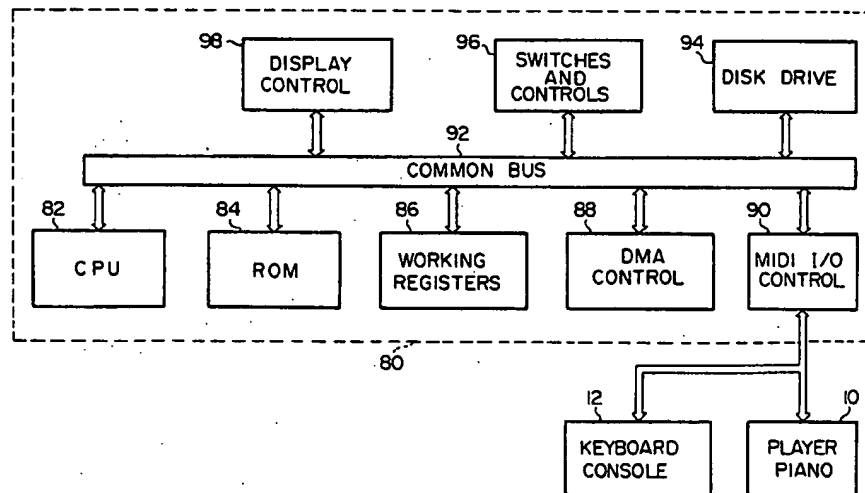 98
DISPLAY
CONTROL
96
SWITCHES
AND
CONTROLS
94
DISK DRIVE
92
COMMON BUS
82
CPU
84
ROM
86
WORKING
REGISTERS
88
DMA
CONTROL
90
MIDI I/O
CONTROL
80
12
KEYBOARD
CONSOLE
10
PLAYER
PIANO